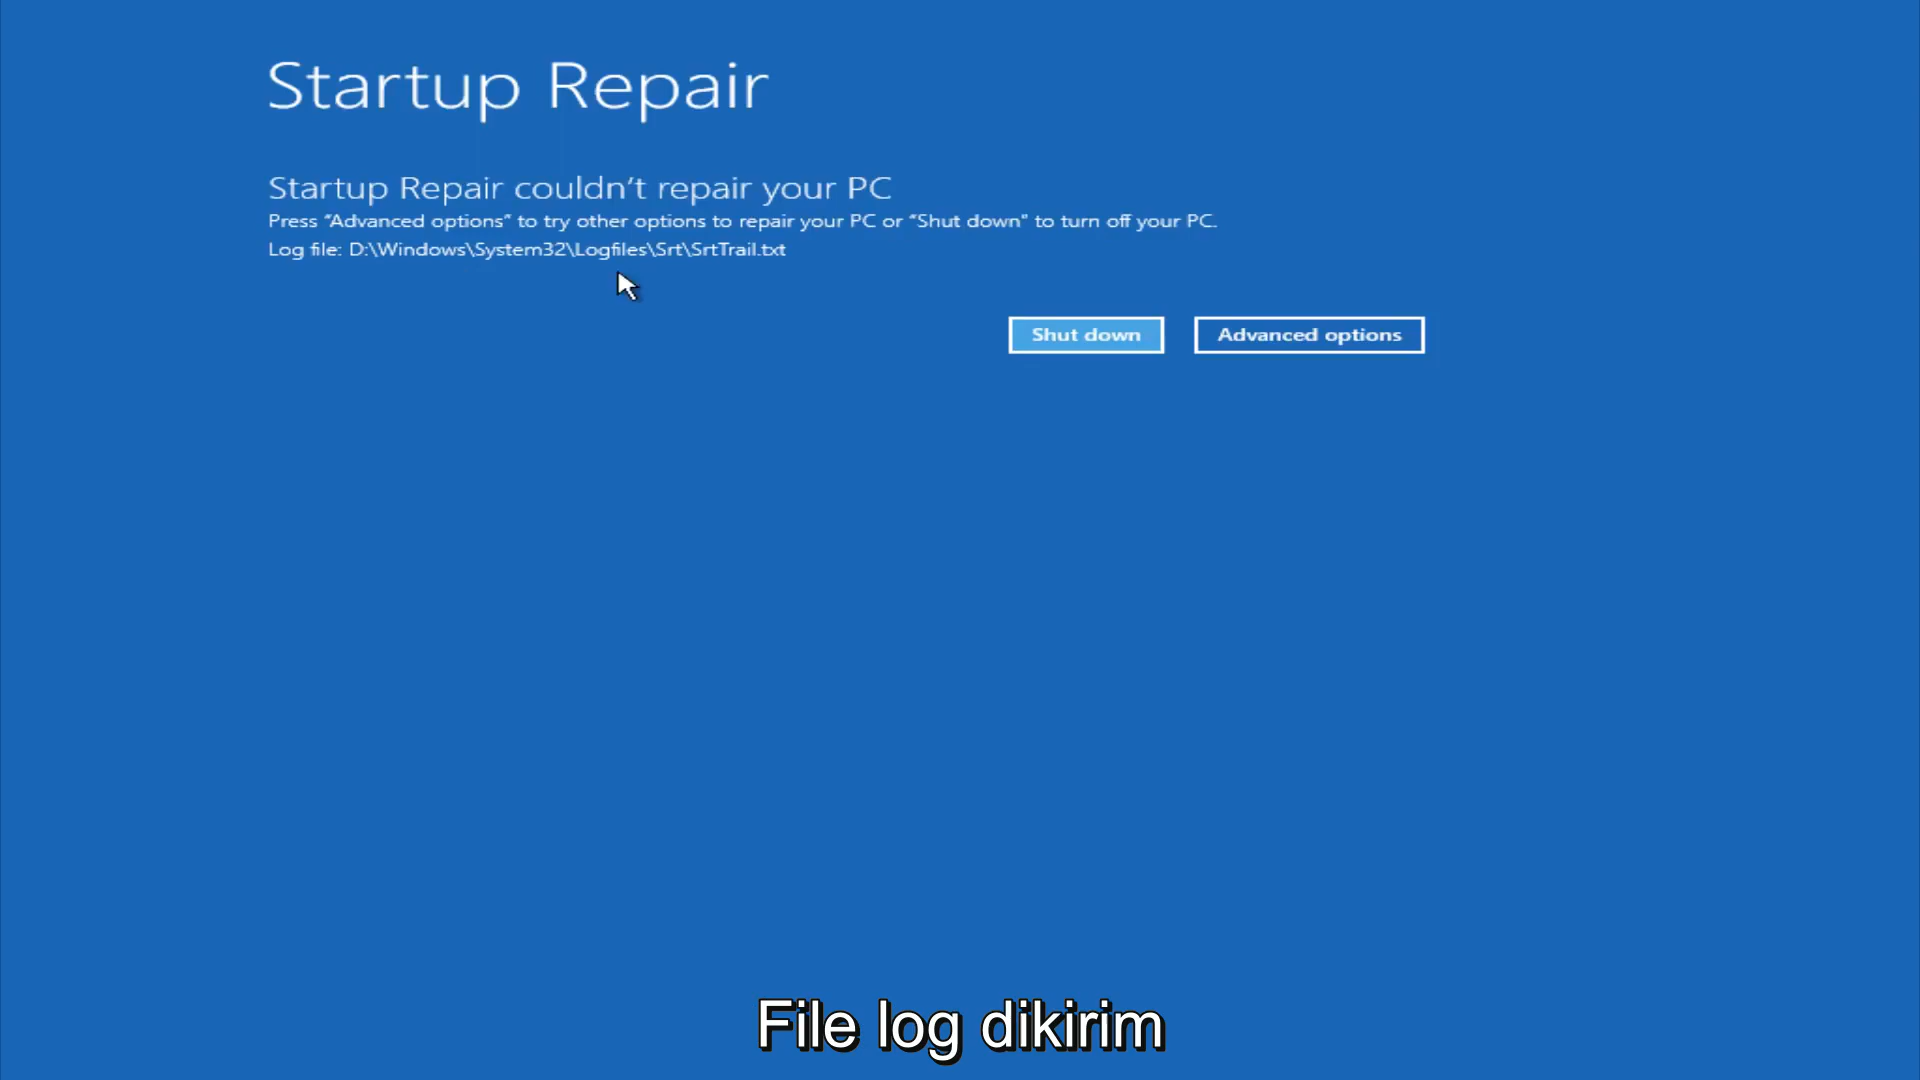 Startup Repair
Startup Repair couldn't repair your PC
Press “Advanced options” to try other options to repair your PC or “Shut down” to turn off your PC.
Log file: D:\Windows\System32\Logfiles\Srt\SrtTrail.txt
Shut down
Advanced options
File log dikirim